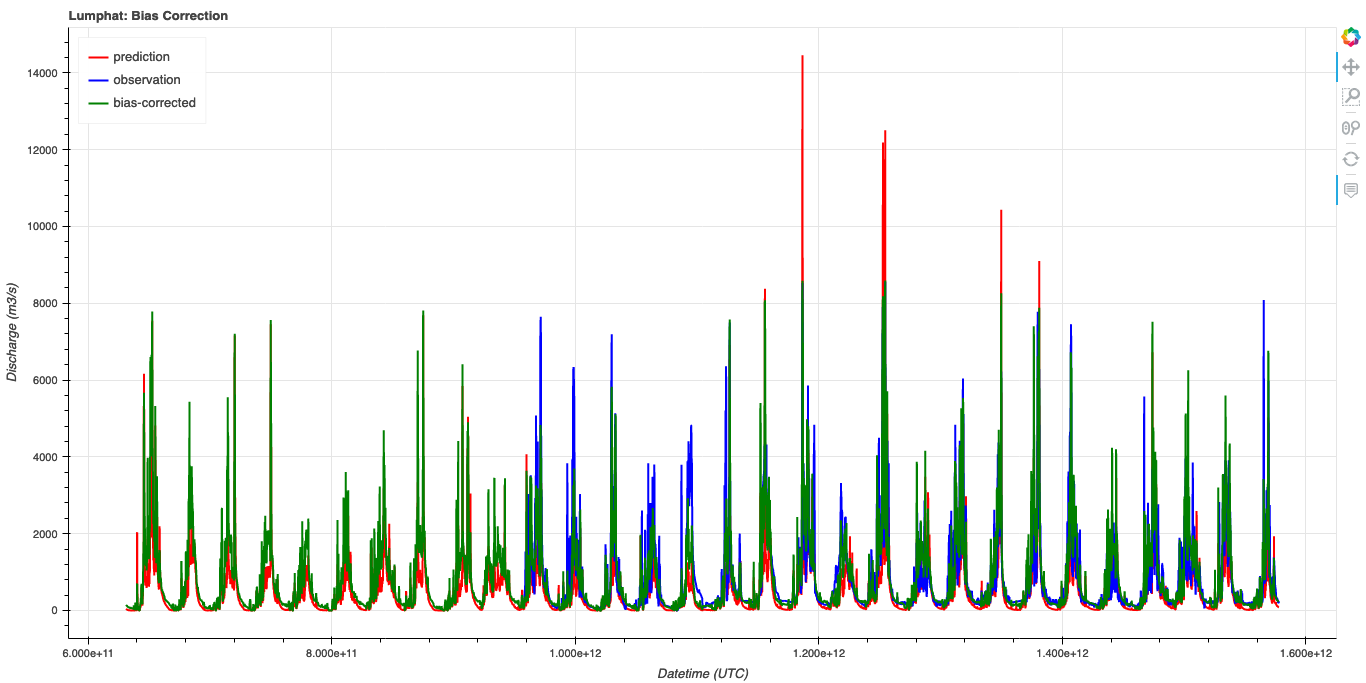 Lumphat: Bias Correction
prediction
observation
bias-corrected
14000
12000
10000
8000
6000
4000
2000
0
Discharge (m3/s)
6.000e+11 8.000e+11 1.000e+12 1.200e+12 1.400e+12 1.600e+12
Datetime (UTC)